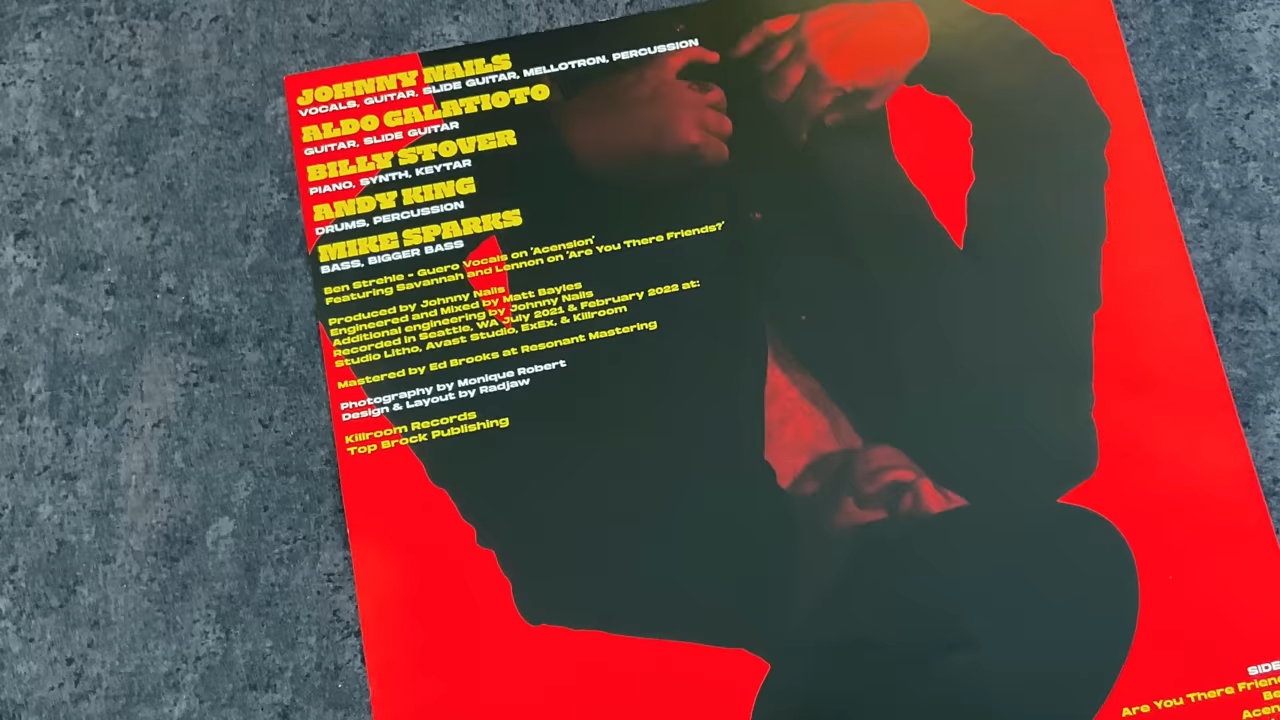 JOHNNY NAILS
VOCALS, GUITAR, SLIDE GUITAR, MELLOTRON, PERCUSSION
ALDO GALATIOTO
GUITAR, SLIDE GUITAR
BILLY STOVER
PIANO, SYNTH, KEYTAR
ANDY KING
DRUMS, PERCUSSION
MIKE SPARKS
BASS, BIGGER BASS
Ben Strehle - Guero Vocals on 'Acension'
Featuring Savannah and Lennon on 'Are You There Friends?'
Produced by Johnny Nails
Engineered and Mixed by Matt Bayles
Additional engineering by Johnny Nails
Recorded in Seattle, WA July 2021 & February 2022 at:
Studio Litho, Avast Studio, ExEx, & Killroom
Mastered by Ed Brooks at Resonant Mastering
Photography by Monique Robert
Design & Layout by Radjaw
Killroom Records
Top Brock Publishing
SIDE
Are You There Frien
Be
Acen